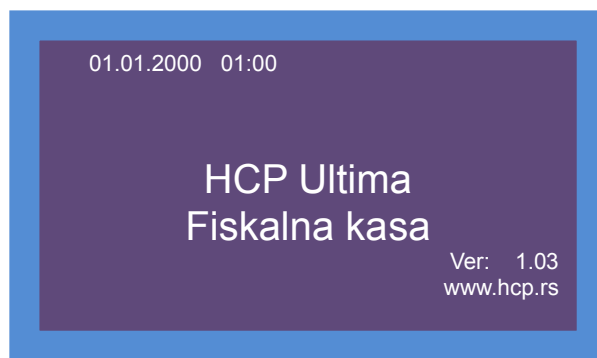 01.01.2000 01:00
HCP Ultima
Fiskalna kasa
Ver: 1.03
www.hcp.rs